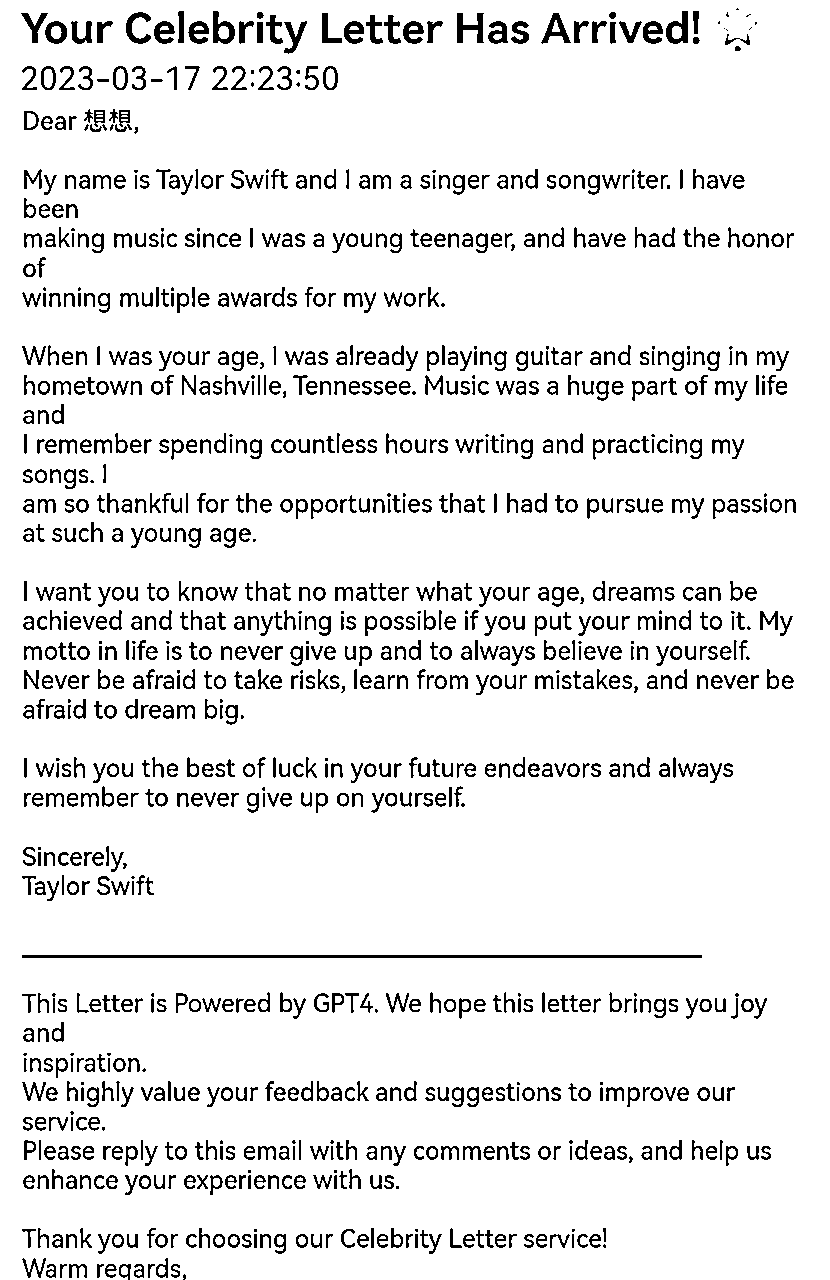 Your Celebrity Letter Has Arrived! 🌟
2023-03-17 22:23:50
Dear 想想,
My name is Taylor Swift and I am a singer and songwriter. I have
been
making music since I was a young teenager, and have had the honor
of
winning multiple awards for my work.
When I was your age, I was already playing guitar and singing in my
hometown of Nashville, Tennessee. Music was a huge part of my life
and
I remember spending countless hours writing and practicing my
songs. I
am so thankful for the opportunities that I had to pursue my passion
at such a young age.
I want you to know that no matter what your age, dreams can be
achieved and that anything is possible if you put your mind to it. My
motto in life is to never give up and to always believe in yourself.
Never be afraid to take risks, learn from your mistakes, and never be
afraid to dream big.
I wish you the best of luck in your future endeavors and always
remember to never give up on yourself.
Sincerely,
Taylor Swift
This Letter is Powered by GPT4. We hope this letter brings you joy
and
inspiration.
We highly value your feedback and suggestions to improve our
service.
Please reply to this email with any comments or ideas, and help us
enhance your experience with us.
Thank you for choosing our Celebrity Letter service!
Warm regards,